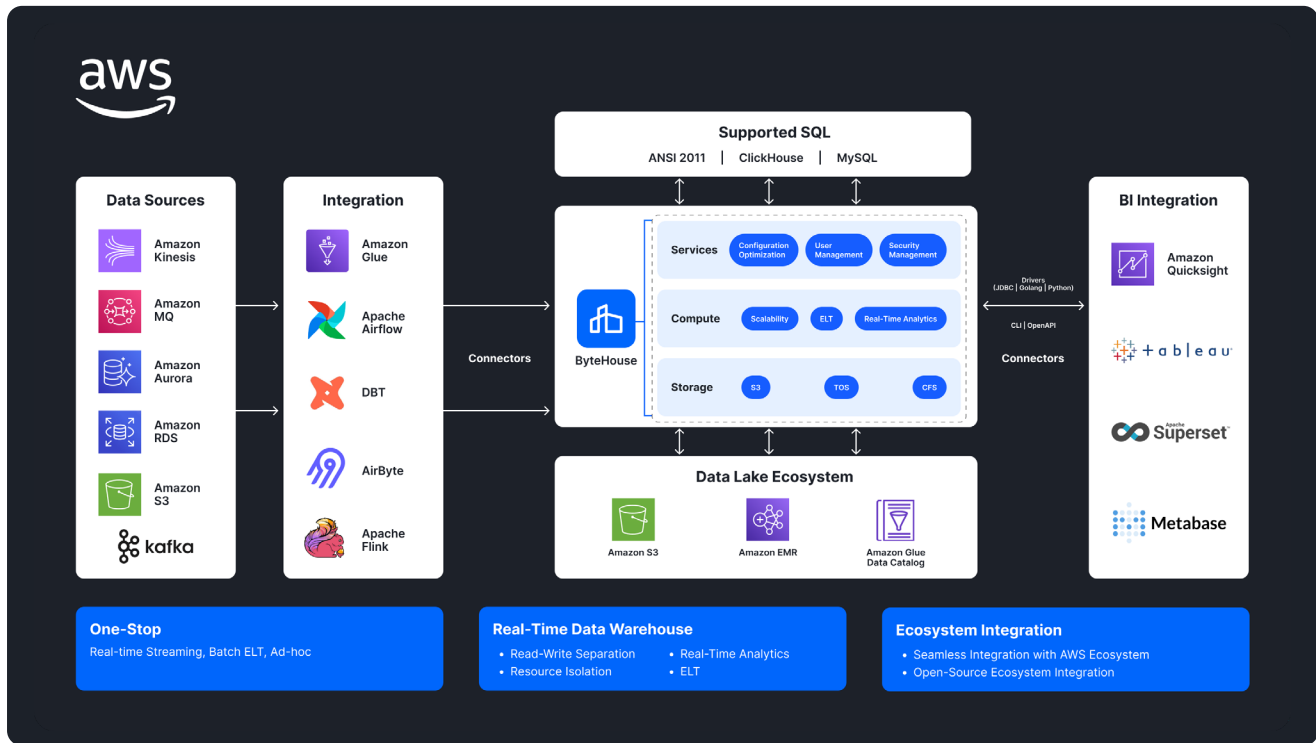 aws
Supported SQL
ANSI 2011 | ClickHouse | MySQL
Data Sources
Amazon
Kinesis
Amazon
MQ
Amazon
Aurora
Amazon
RDS
Amazon
S3
kafka
Integration
Amazon
Glue
Apache
Airflow
DBT
AirByte
Apache
Flink
Connectors
ByteHouse
Services
Configuration
Optimization
User
Management
Security
Management
Compute
Scalability
ELT
Real-Time Analytics
Storage
S3
TOS
CFS
Drivers
(JDBC | Golang | Python)
CLI | OpenAPI
Connectors
BI Integration
Amazon
Quicksight
+ableau
Apache
Superset
Metabase
Data Lake Ecosystem
Amazon S3
Amazon EMR
Amazon Glue
Data Catalog
One-Stop
Real-time Streaming, Batch ELT, Ad-hoc
Real-Time Data Warehouse
• Read-Write Separation
• Resource Isolation
• Real-Time Analytics
• ELT
Ecosystem Integration
• Seamless Integration with AWS Ecosystem
• Open-Source Ecosystem Integration